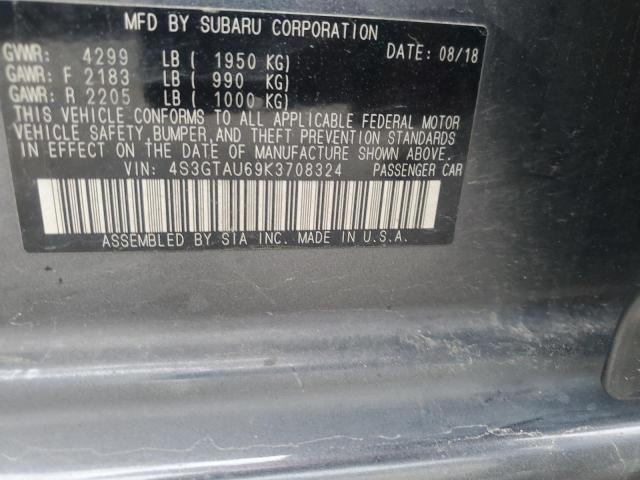 MFD BY SUBARU CORPORATION
GVWR: 4299 LB ( 1950 KG) DATE: 08/18
GAWR: F 2183 LB ( 990 KG)
GAWR: R 2205 LB ( 1000 KG)
THIS VEHICLE CONFORMS TO ALL APPLICABLE FEDERAL MOTOR
VEHICLE SAFETY, BUMPER, AND THEFT PREVENTION STANDARDS
IN EFFECT ON THE DATE OF MANUFACTURE SHOWN ABOVE.
VIN: 4S3GTAU69K3708324 PASSENGER CAR
ASSEMBLED BY SIA INC. MADE IN U.S.A.